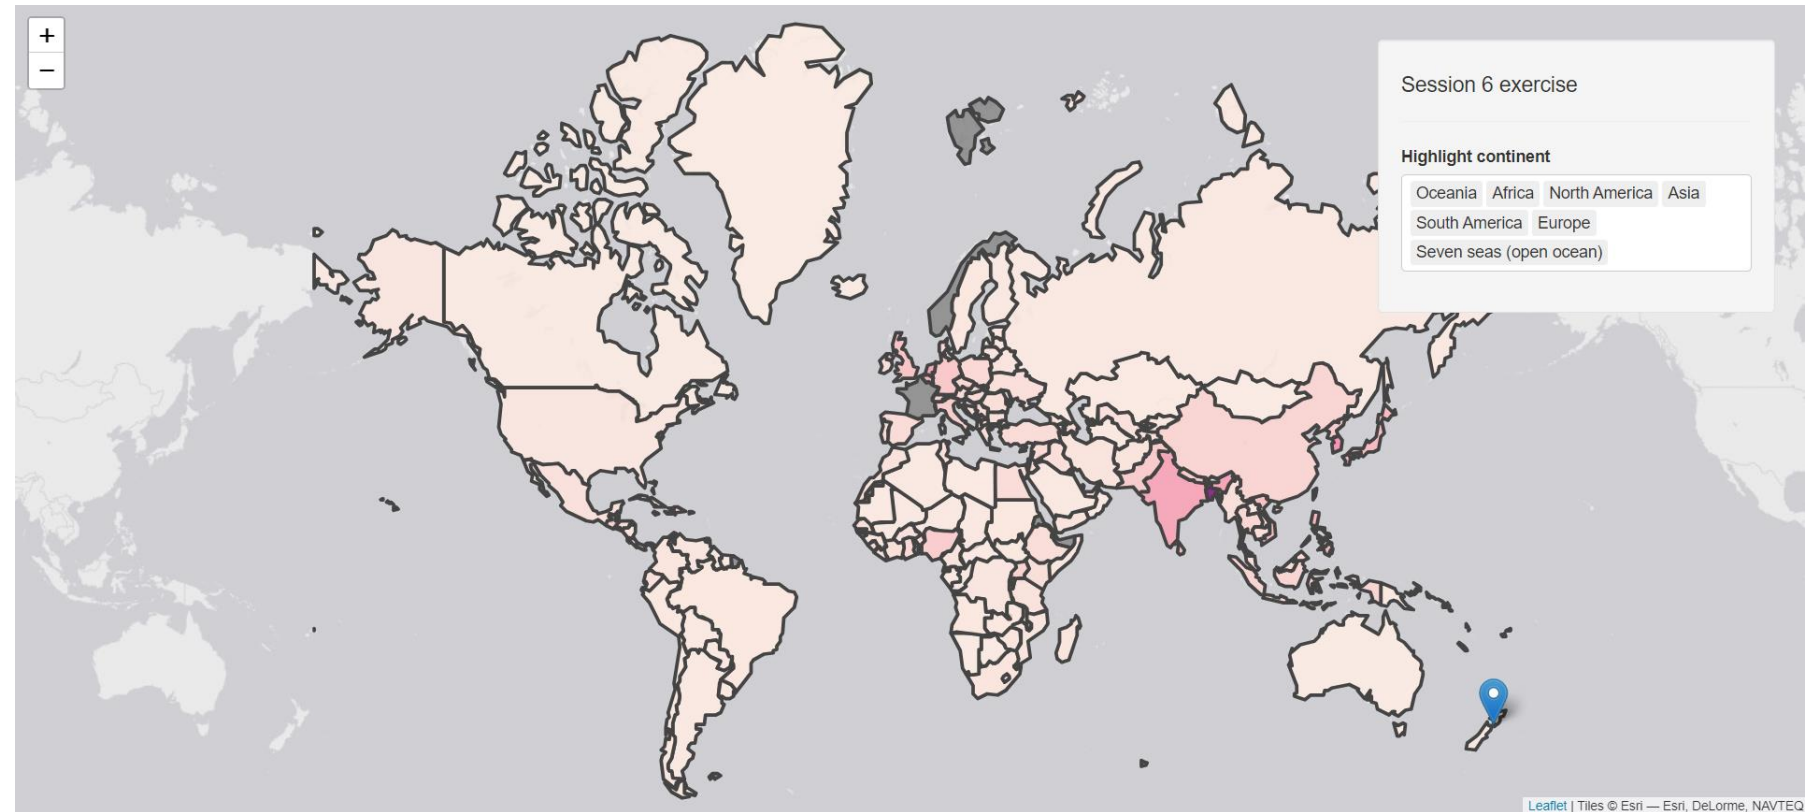 +
−
Session 6 exercise
Highlight continent
Oceania Africa North America Asia
South America Europe
Seven seas (open ocean)
Leaflet | Tiles © Esri — Esri, DeLorme, NAVTEQ